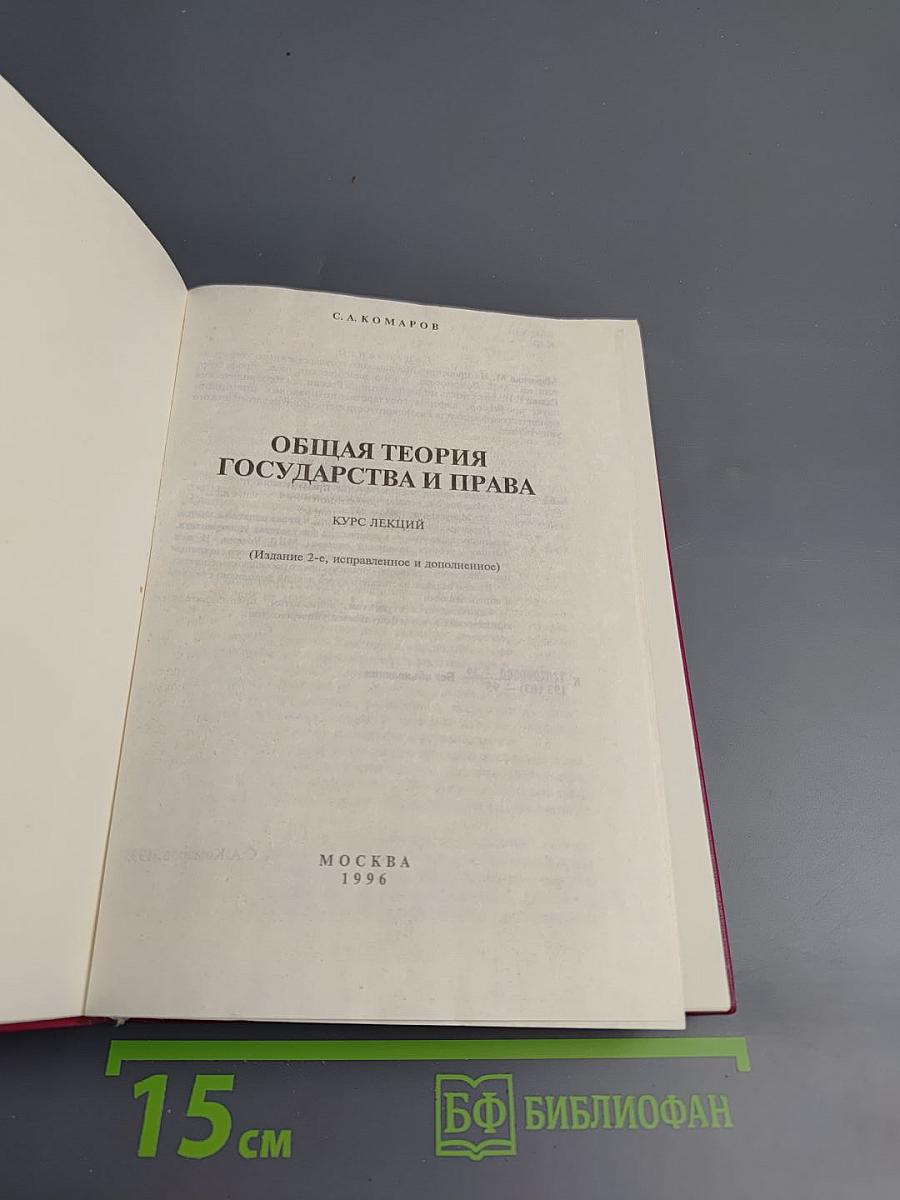 С. А. КОМАРОВ
ОБЩАЯ ТЕОРИЯ
ГОСУДАРСТВА И ПРАВА
КУРС ЛЕКЦИЙ
(Издание 2-е, исправленное и дополненное)
МОСКВА
1996
15 см
БФ БИБЛИОФАН